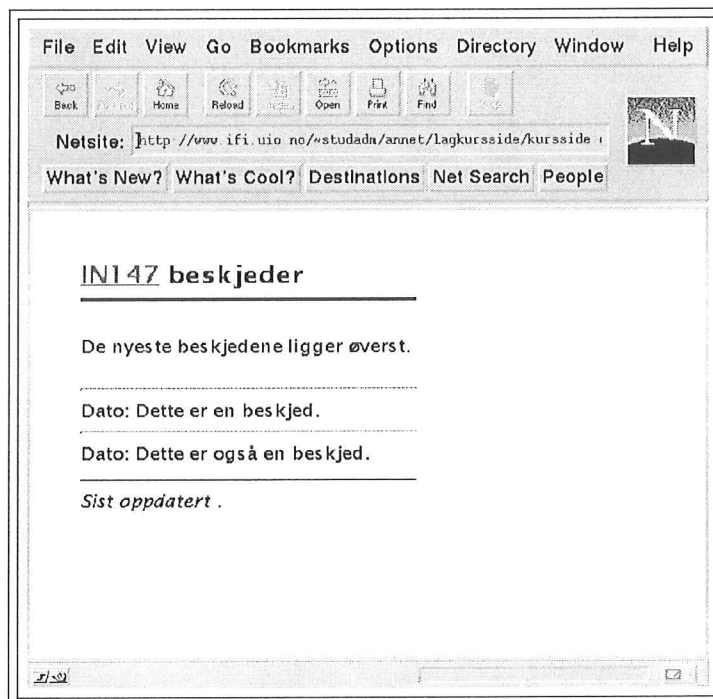 File Edit View Go Bookmarks Options Directory Window Help
Back Home Reload Open Print Find
Netsite: http://www.ifi.uio.no/~studadm/annet/lagkursside/kursside
N
What's New? What's Cool? Destinations Net Search People
IN147 beskjeder
De nyeste beskjedene ligger øverst.
Dato: Dette er en beskjed.
Dato: Dette er også en beskjed.
Sist oppdatert .